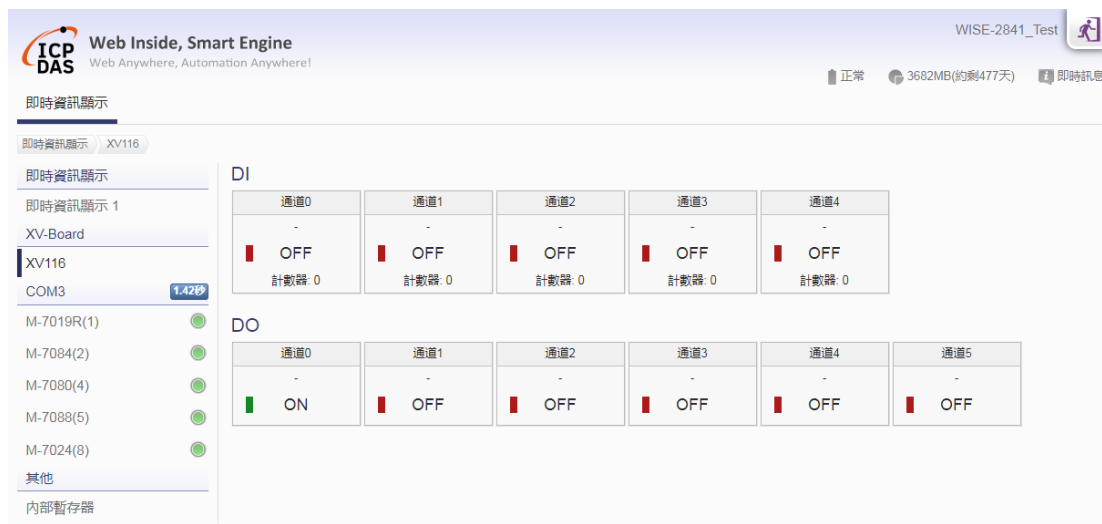 ICP DAS
Web Inside, Smart Engine
Web Anywhere, Automation Anywhere!
WISE-2841_Test
正常
3682MB(約剩477天)
即時訊息
即時資訊顯示
即時資訊顯示 XV116
即時資訊顯示
即時資訊顯示 1
XV-Board
XV116
COM3 1.42秒
M-7019R(1)
M-7084(2)
M-7080(4)
M-7088(5)
M-7024(8)
其他
內部暫存器
DI
通道0 通道1 通道2 通道3 通道4
- - - - -
OFF OFF OFF OFF OFF
計數器: 0 計數器: 0 計數器: 0 計數器: 0 計數器: 0
DO
通道0 通道1 通道2 通道3 通道4 通道5
- - - - - -
ON OFF OFF OFF OFF OFF